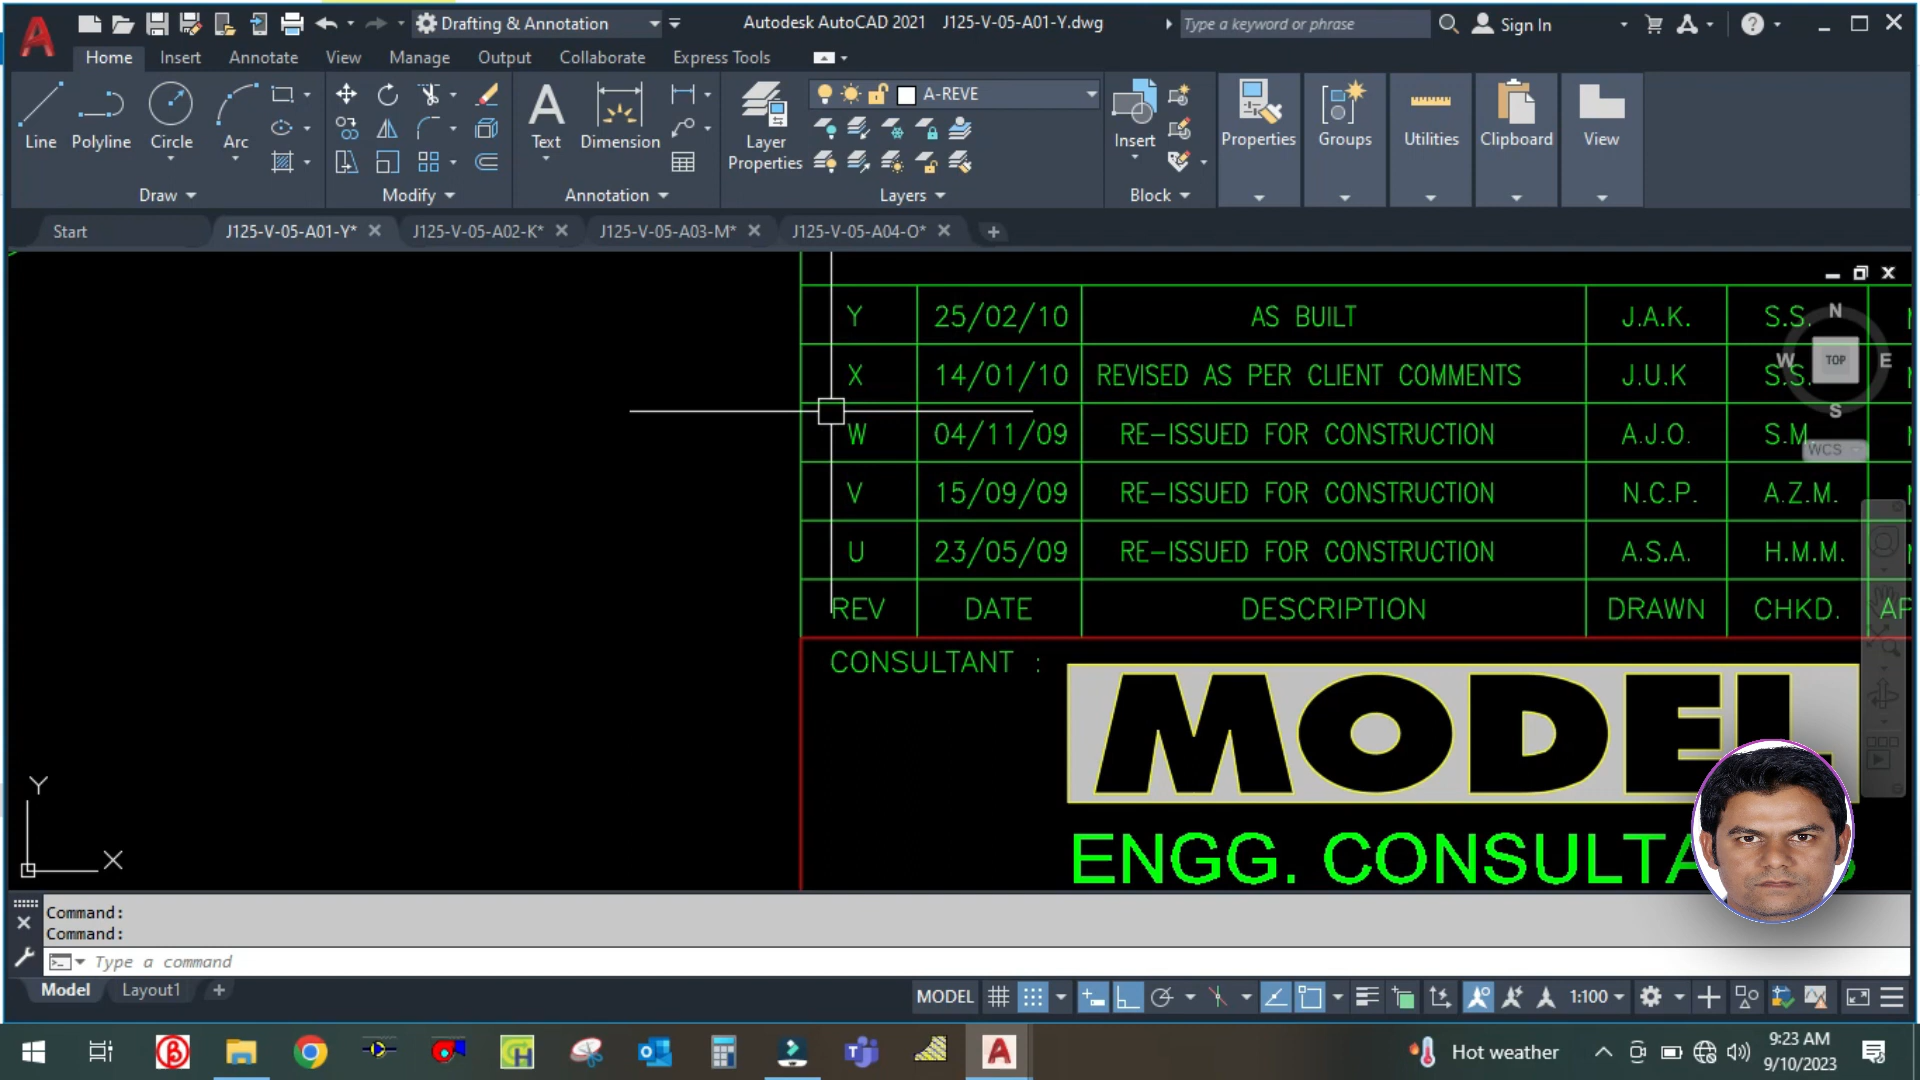 Drafting & Annotation
Autodesk AutoCAD 2021 J125-V-05-A01-Y.dwg
Type a keyword or phrase
Sign In
Home Insert Annotate View Manage Output Collaborate Express Tools
A-REVE
Line Polyline Circle Arc
Text Dimension
Layer Properties
Insert
Properties Groups Utilities Clipboard View
Draw Modify Annotation Layers Block
Start J125-V-05-A01-Y* J125-V-05-A02-K* J125-V-05-A03-M* J125-V-05-A04-O*
Y 25/02/10 AS BUILT J.A.K. S.S.
X 14/01/10 REVISED AS PER CLIENT COMMENTS J.U.K S.S.
W 04/11/09 RE-ISSUED FOR CONSTRUCTION A.J.O. S.M.
V 15/09/09 RE-ISSUED FOR CONSTRUCTION N.C.P. A.Z.M.
U 23/05/09 RE-ISSUED FOR CONSTRUCTION A.S.A. H.M.M.
REV DATE DESCRIPTION DRAWN CHKD. AP
N
W TOP E
S
WCS
CONSULTANT :
MODEL
ENGG. CONSULTA
Y
X
Command:
Command:
Type a command
Model Layout1
MODEL 1:100
Hot weather
9:23 AM
9/10/2023